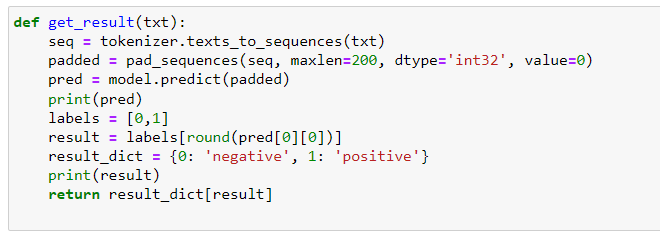 def get_result(txt):
    seq = tokenizer.texts_to_sequences(txt)
    padded = pad_sequences(seq, maxlen=200, dtype='int32', value=0)
    pred = model.predict(padded)
    print(pred)
    labels = [0,1]
    result = labels[round(pred[0][0])]
    result_dict = {0: 'negative', 1: 'positive'}
    print(result)
    return result_dict[result]